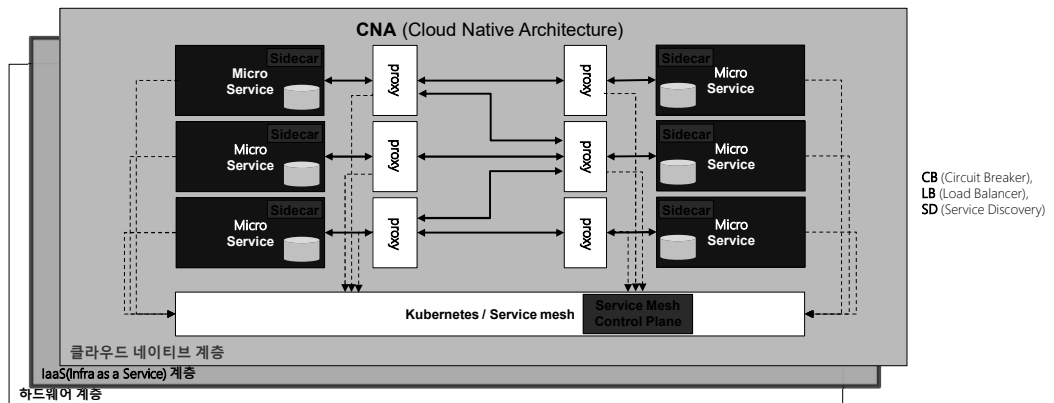 CNA (Cloud Native Architecture)
Sidecar
Micro
Service
proxy
proxy
Sidecar
Micro
Service
Sidecar
Micro
Service
proxy
proxy
Sidecar
Micro
Service
Sidecar
Micro
Service
proxy
proxy
Sidecar
Micro
Service
CB (Circuit Breaker),
LB (Load Balancer),
SD (Service Discovery)
Kubernetes / Service mesh
Service Mesh
Control Plane
클라우드 네이티브 계층
IaaS(Infra as a Service) 계층
하드웨어 계층